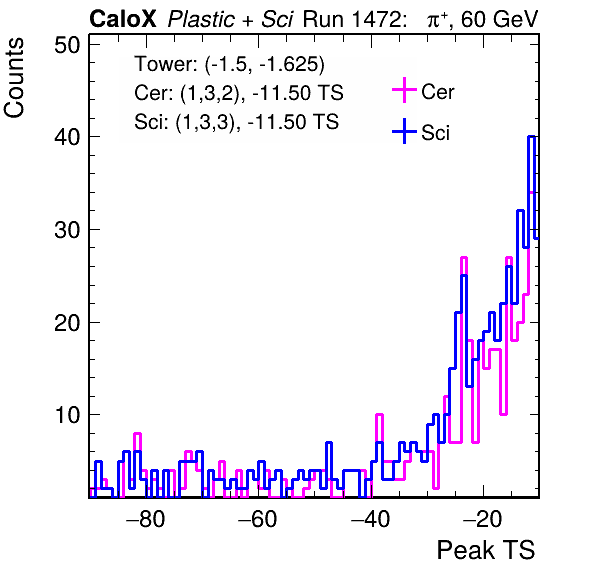 CaloX Plastic + Sci Run 1472: π⁺, 60 GeV
Counts
50
40
30
20
10
Tower: (-1.5, -1.625)
Cer: (1,3,2), -11.50 TS
Sci: (1,3,3), -11.50 TS
Cer
Sci
−80 −60 −40 −20
Peak TS